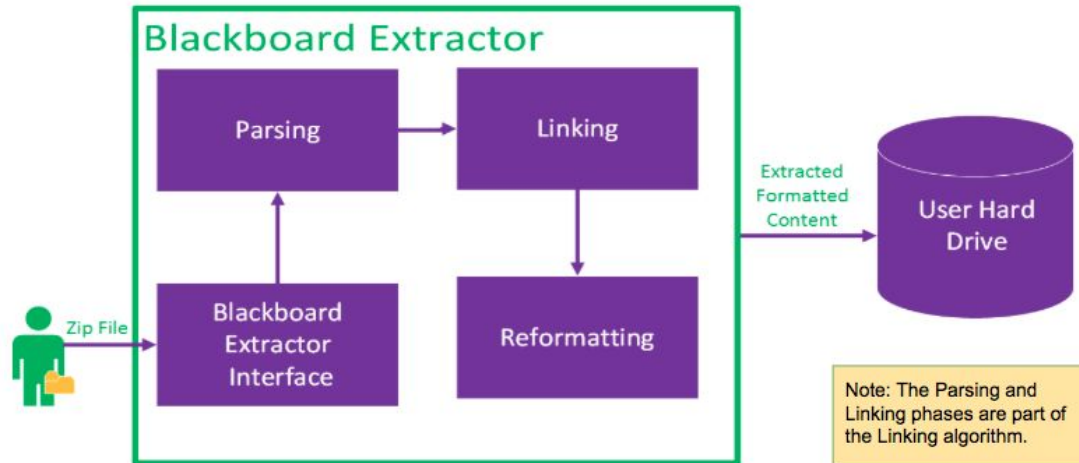 Blackboard Extractor
Parsing
Linking
Extracted
Formatted
Content
User Hard
Drive
Zip File
Blackboard
Extractor
Interface
Reformatting
Note: The Parsing and
Linking phases are part of
the Linking algorithm.